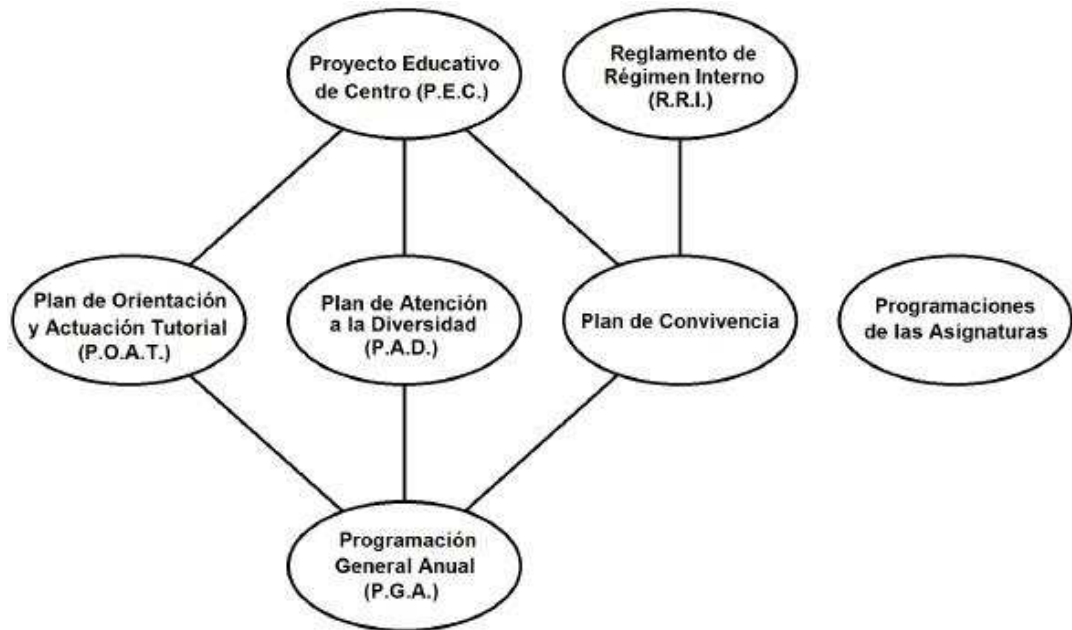 Proyecto Educativo
de Centro (P.E.C.)
Reglamento de
Régimen Interno
(R.R.I.)
Plan de Orientación
y Actuación Tutorial
(P.O.A.T.)
Plan de Atención
a la Diversidad
(P.A.D.)
Plan de Convivencia
Programaciones
de las Asignaturas
Programación
General Anual
(P.G.A.)